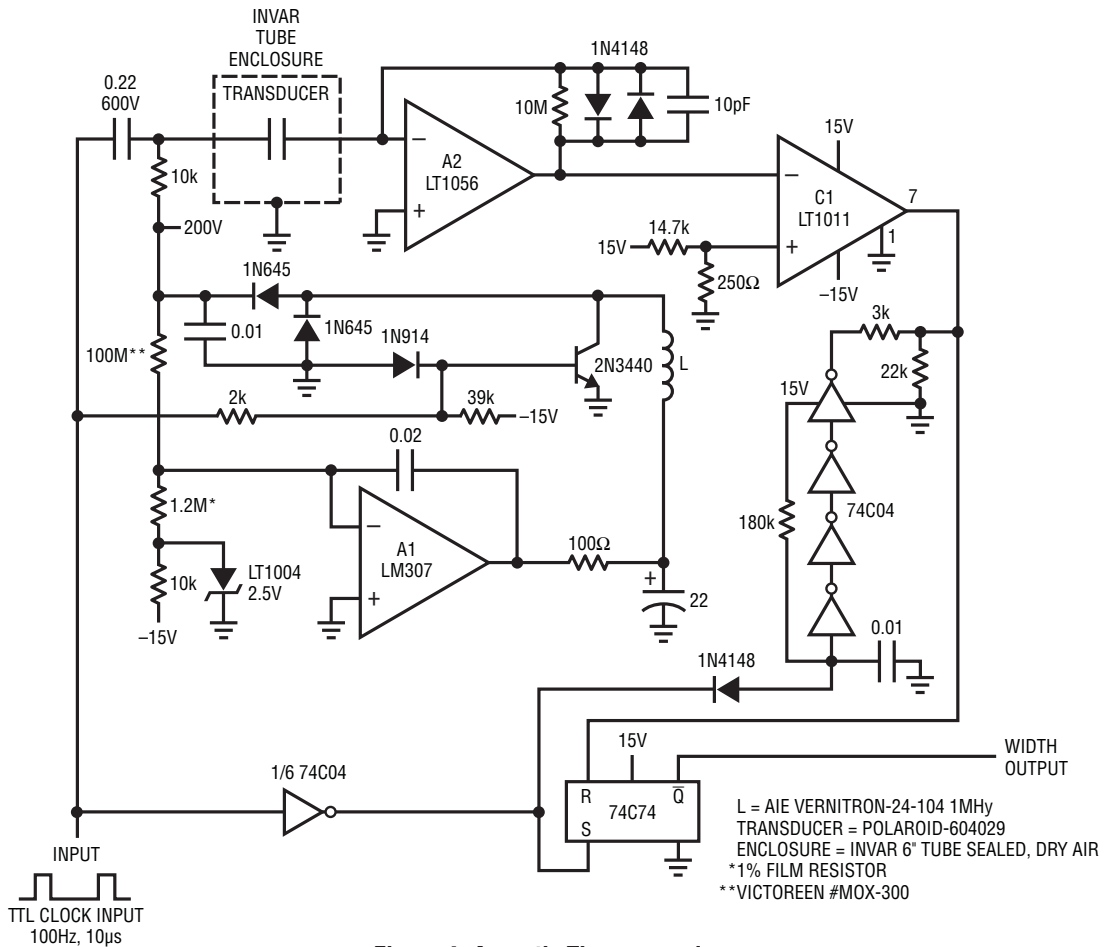 INVAR
TUBE
ENCLOSURE
TRANSDUCER
0.22
600V
10k
200V
1N4148
10M
10pF
−
+
A2
LT1056
15V
−
+
C1
LT1011
7
1
−15V
15V
14.7k
250Ω
1N645
0.01
1N645
1N914
100M**
2k
39k
−15V
2N3440
L
3k
22k
15V
180k
74C04
0.01
0.02
1.2M*
10k
−15V
LT1004
2.5V
−
+
A1
LM307
100Ω
+
22
1N4148
1/6 74C04
15V
R
Q
74C74
S
WIDTH
OUTPUT
INPUT
TTL CLOCK INPUT
100Hz, 10µs
L = AIE VERNITRON-24-104 1MHy
TRANSDUCER = POLAROID-604029
ENCLOSURE = INVAR 6" TUBE SEALED, DRY AIR
*1% FILM RESISTOR
**VICTOREEN #MOX-300